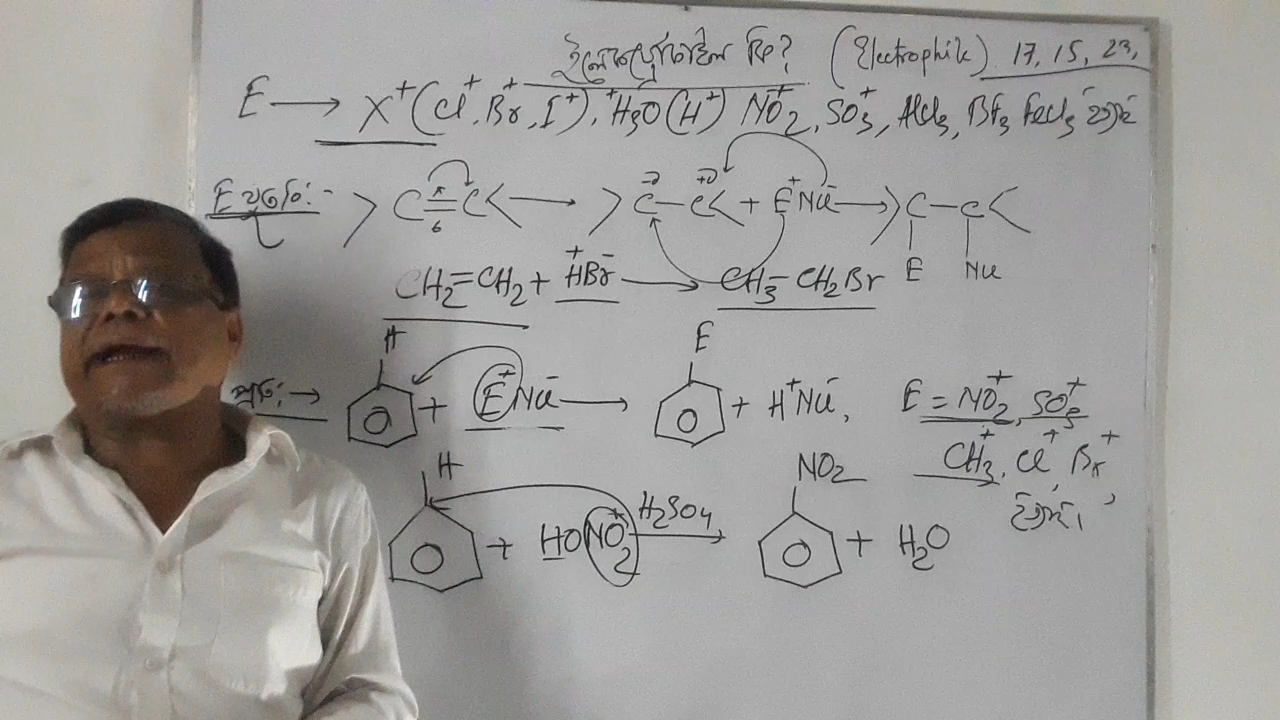 ইলেকট্রোফাইল কি? (Electrophile) 17, 15, 23,
E → X⁺(Cl⁺, Br⁺, I⁺), ⁺H₃O(H⁺) NO₂⁺, SO₃⁺, AlCl₃, BF₃, FeCl₃ ইত্যাদি
E যুত বি: - >C=C< → >C⁻–C⁺< + E⁺Nu⁻ → >C–C<
π
6
E Nu
CH₂=CH₂ + H⁺Br⁻ → CH₃–CH₂Br
H E
→ + E⁺Nu⁻ → + H⁺Nu⁻, E = NO₂⁺, SO₃⁺
CH₃⁺, Cl⁺, Br⁺,
ইত্যাদি।
H NO₂
+ HONO₂⁺ H₂SO₄ → + H₂O